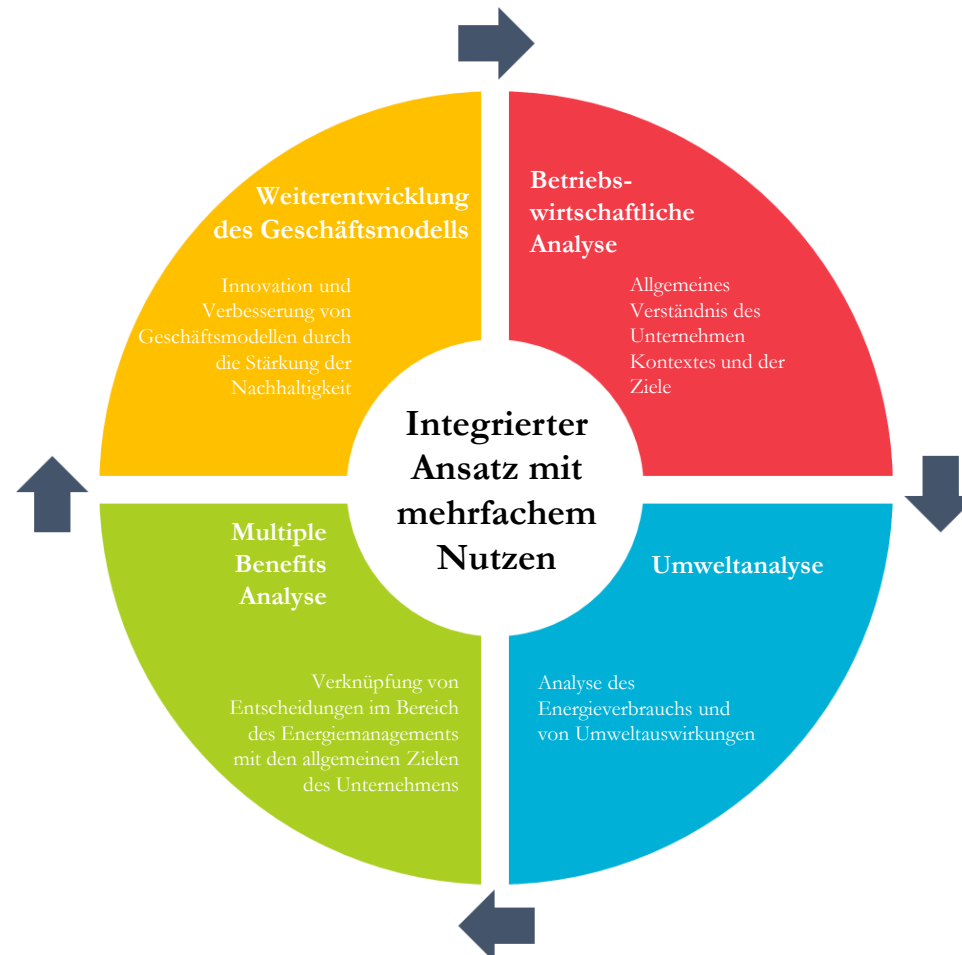 Weiterentwicklung
des Geschäftsmodells
Innovation und
Verbesserung von
Geschäftsmodellen durch
die Stärkung der
Nachhaltigkeit
Betriebs-
wirtschaftliche
Analyse
Allgemeines
Verständnis des
Unternehmen
Kontextes und der
Ziele
Integrierter
Ansatz mit
mehrfachem
Nutzen
Multiple
Benefits
Analyse
Verknüpfung von
Entscheidungen im Bereich
des Energiemanagements
mit den allgemeinen Zielen
des Unternehmens
Umweltanalyse
Analyse des
Energieverbrauchs und
von Umweltauswirkungen